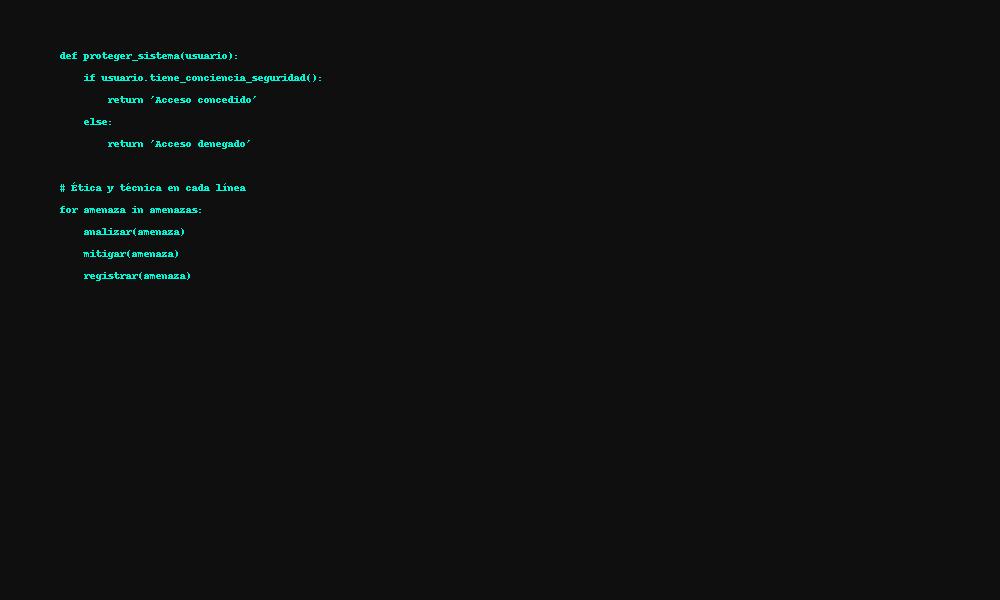 def proteger_sistema(usuario):
    if usuario.tiene_conciencia_seguridad():
        return 'Acceso concedido'
    else:
        return 'Acceso denegado'
# Ética y técnica en cada línea
for amenaza in amenazas:
    analizar(amenaza)
    mitigar(amenaza)
    registrar(amenaza)